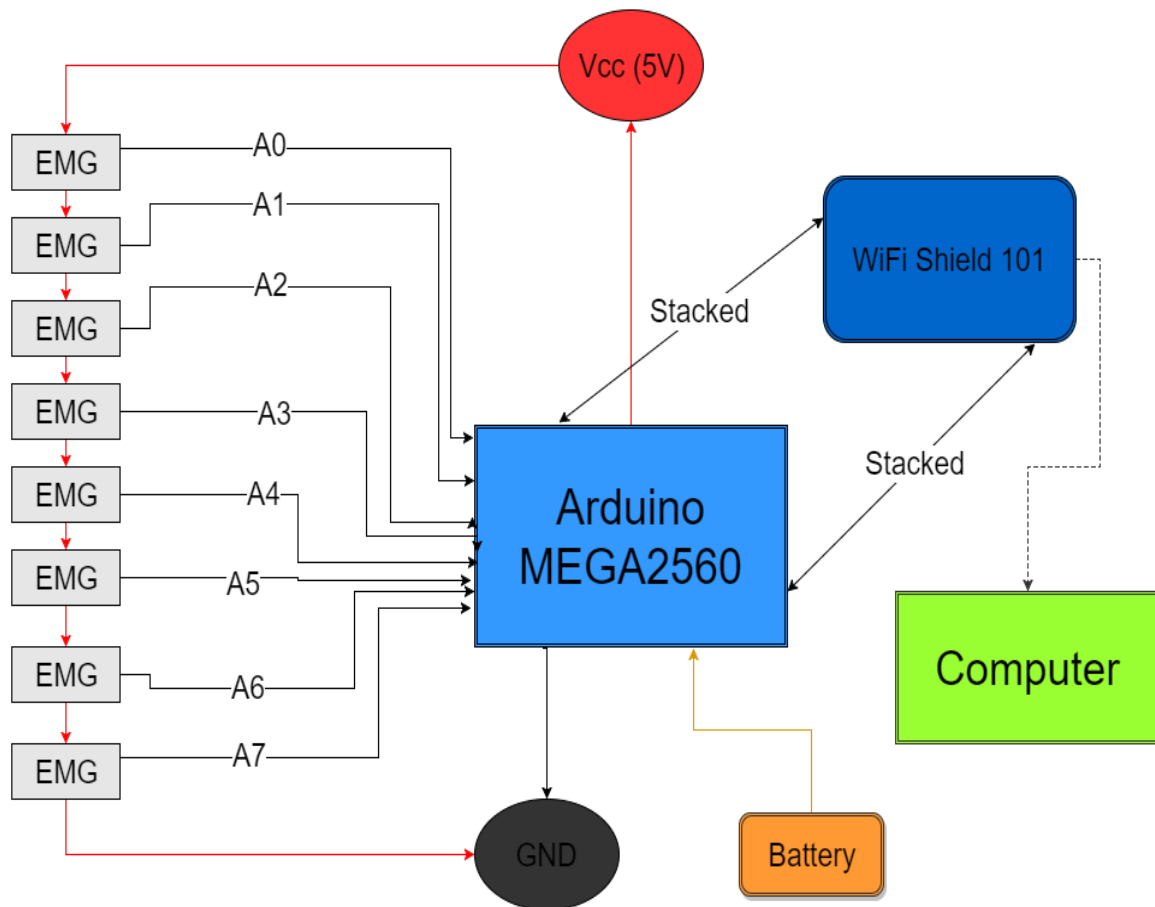 Vcc (5V)
EMG
A0
EMG
A1
EMG
A2
EMG
A3
EMG
A4
EMG
A5
EMG
A6
EMG
A7
WiFi Shield 101
Stacked
Stacked
Arduino
MEGA2560
Computer
GND
Battery